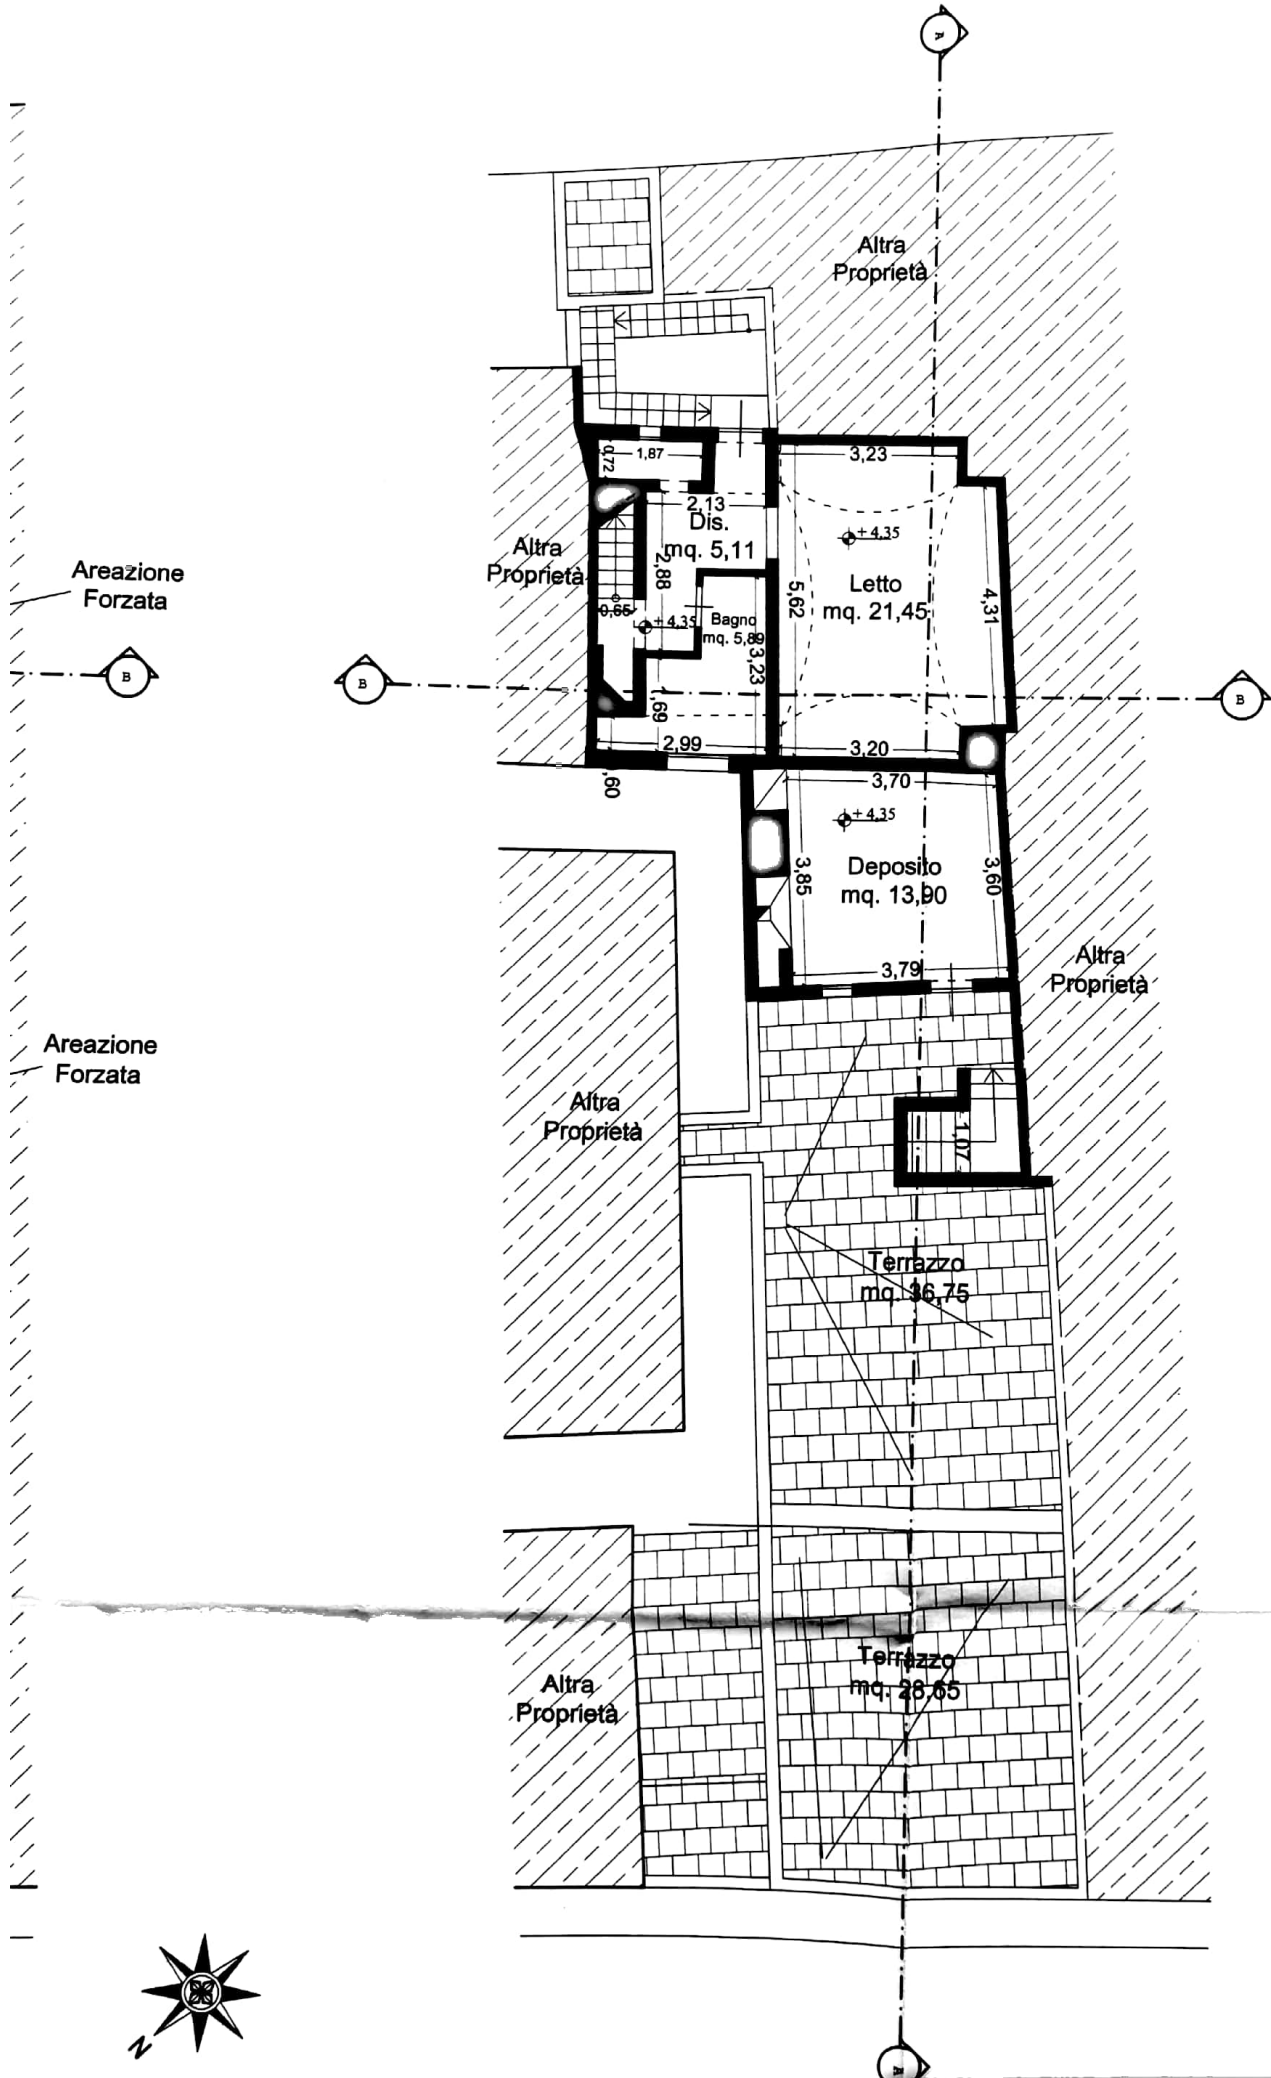 A
Altra
Proprietà
0,72
1,87
3,23
2,13
Dis.
mq. 5,11
+ 4,35
Altra
Proprietà
2,88
Areazione
Forzata
Letto
mq. 21,45
5,62
4,31
0,65
+ 4,35
Bagno
mq. 5,89
3,23
B
B
B
,69
2,99
3,20
,60
3,70
+ 4,35
Deposito
mq. 13,90
3,85
3,60
3,79
Altra
Proprietà
Areazione
Forzata
Altra
Proprietà
1,07
Terrazzo
mq. 36,75
Terrazzo
mq. 28,65
Altra
Proprietà
N
A